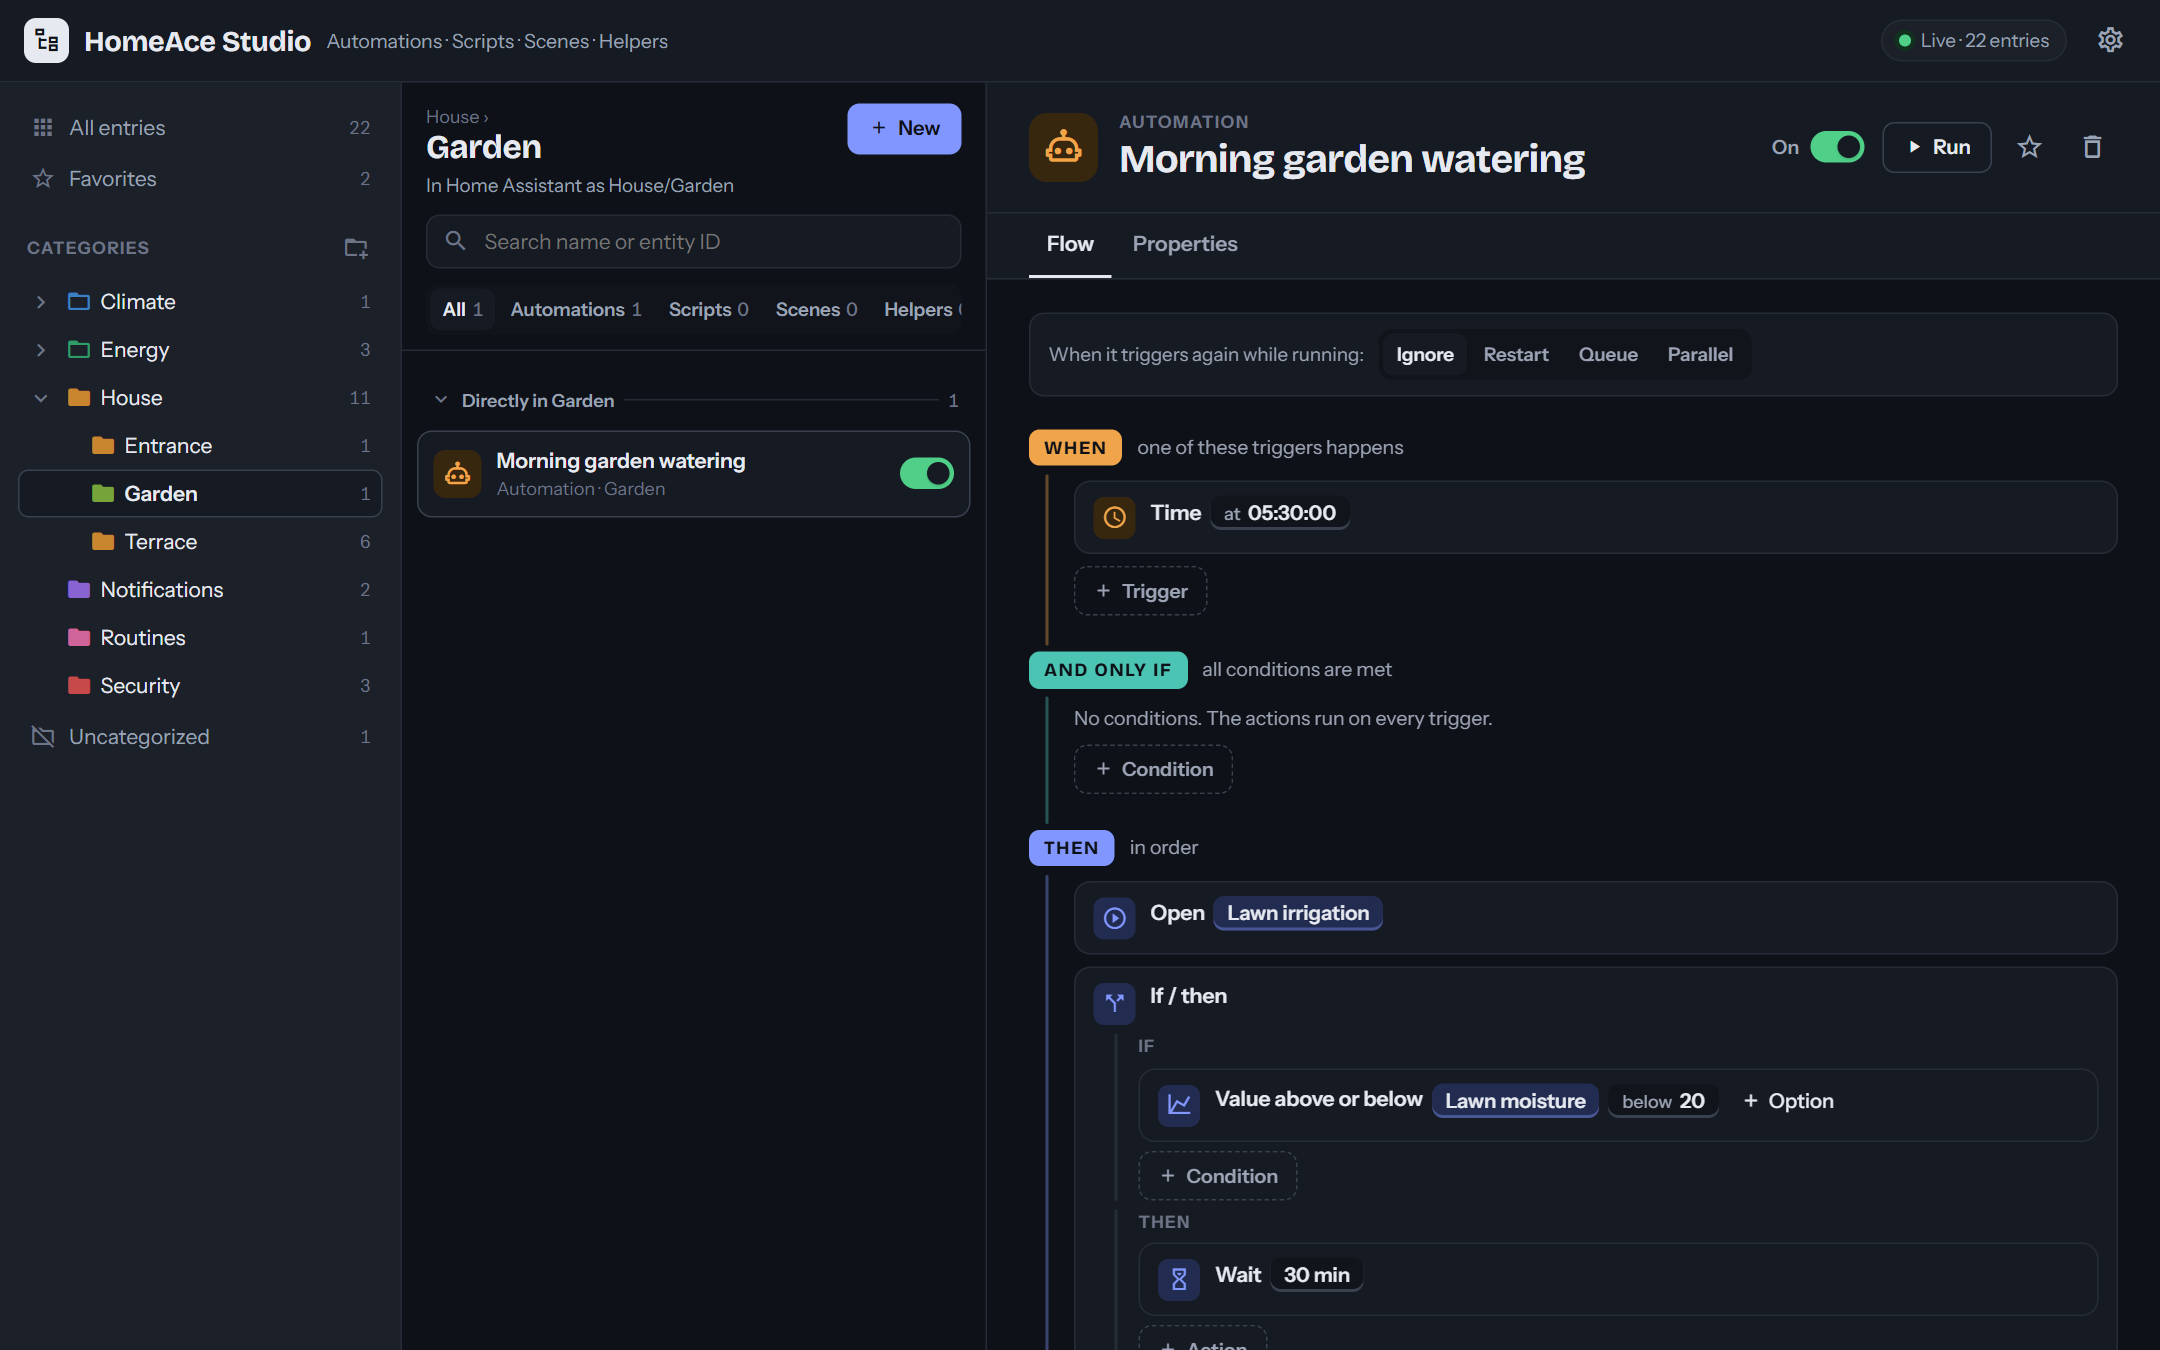 HomeAce Studio Automations · Scripts · Scenes · Helpers
Live · 22 entries
All entries 22
Favorites 2
CATEGORIES
Climate 1
Energy 3
House 11
Entrance 1
Garden 1
Terrace 6
Notifications 2
Routines 1
Security 3
Uncategorized 1
House ›
Garden
In Home Assistant as House/Garden
+ New
Search name or entity ID
All 1 Automations 1 Scripts 0 Scenes 0 Helpers
Directly in Garden 1
Morning garden watering
Automation · Garden
AUTOMATION
Morning garden watering
On Run
Flow Properties
When it triggers again while running: Ignore Restart Queue Parallel
WHEN one of these triggers happens
Time at 05:30:00
+ Trigger
AND ONLY IF all conditions are met
No conditions. The actions run on every trigger.
+ Condition
THEN in order
Open Lawn irrigation
If / then
IF
Value above or below Lawn moisture below 20 + Option
+ Condition
THEN
Wait 30 min
+ Action